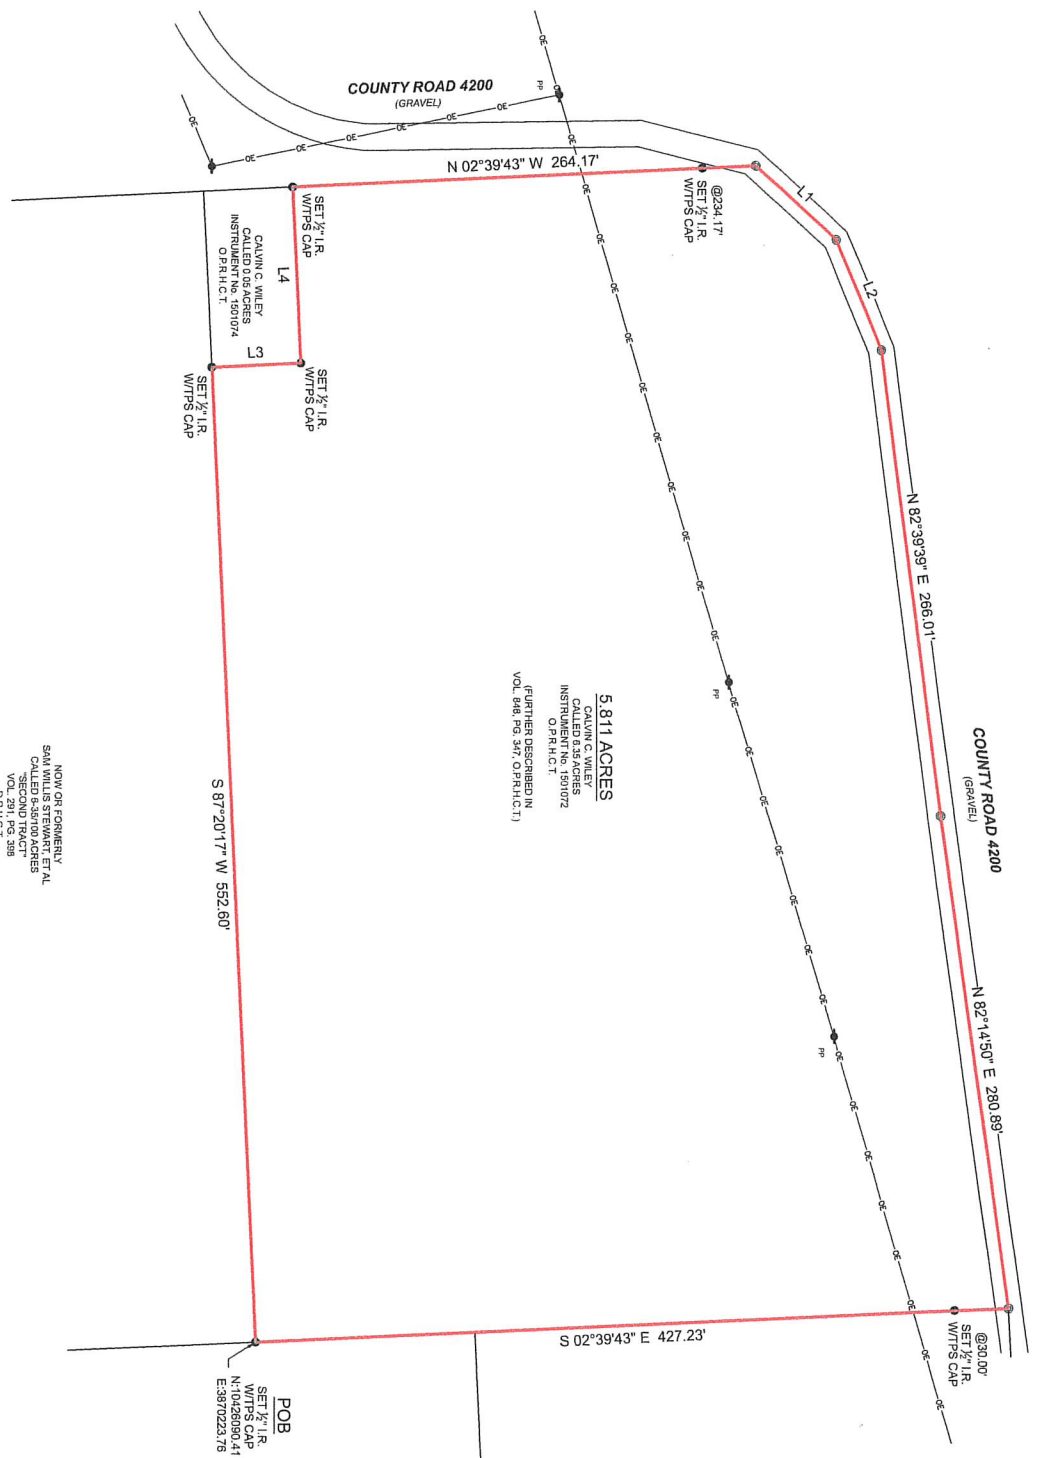 COUNTY ROAD 4200
(GRAVEL)
OE
PP
N 02°39'43" W 264.17'
@234.17'
SET ½" I.R.
W/TPS CAP
L1
L2
N 82°39'39" E 266.01'
COUNTY ROAD 4200
(GRAVEL)
N 82°14'50" E 280.89'
@30.00'
SET ½" I.R.
W/TPS CAP
S 02°39'43" E 427.23'
POB
SET ½" I.R.
W/TPS CAP
N:10426090.41
E:3870223.76
S 87°20'17" W 552.60'
SET ½" I.R.
W/TPS CAP
L3
SET ½" I.R.
W/TPS CAP
L4
SET ½" I.R.
W/TPS CAP
CALVIN C. WILEY
CALLED 0.05 ACRES
INSTRUMENT No. 1501074
O.P.R.H.C.T.
5.811 ACRES
CALVIN C. WILEY
CALLED 6.35 ACRES
INSTRUMENT No. 1501072
O.P.R.H.C.T.
(FURTHER DESCRIBED IN
VOL. 846, PG. 347, O.P.R.H.C.T.)
PP
PP
NOW OR FORMERLY
SAM WILLIS STEWART, ET AL
CALLED 6-35/100 ACRES
"SECOND TRACT"
VOL. 291, PG. 398
D.R.H.C.T.